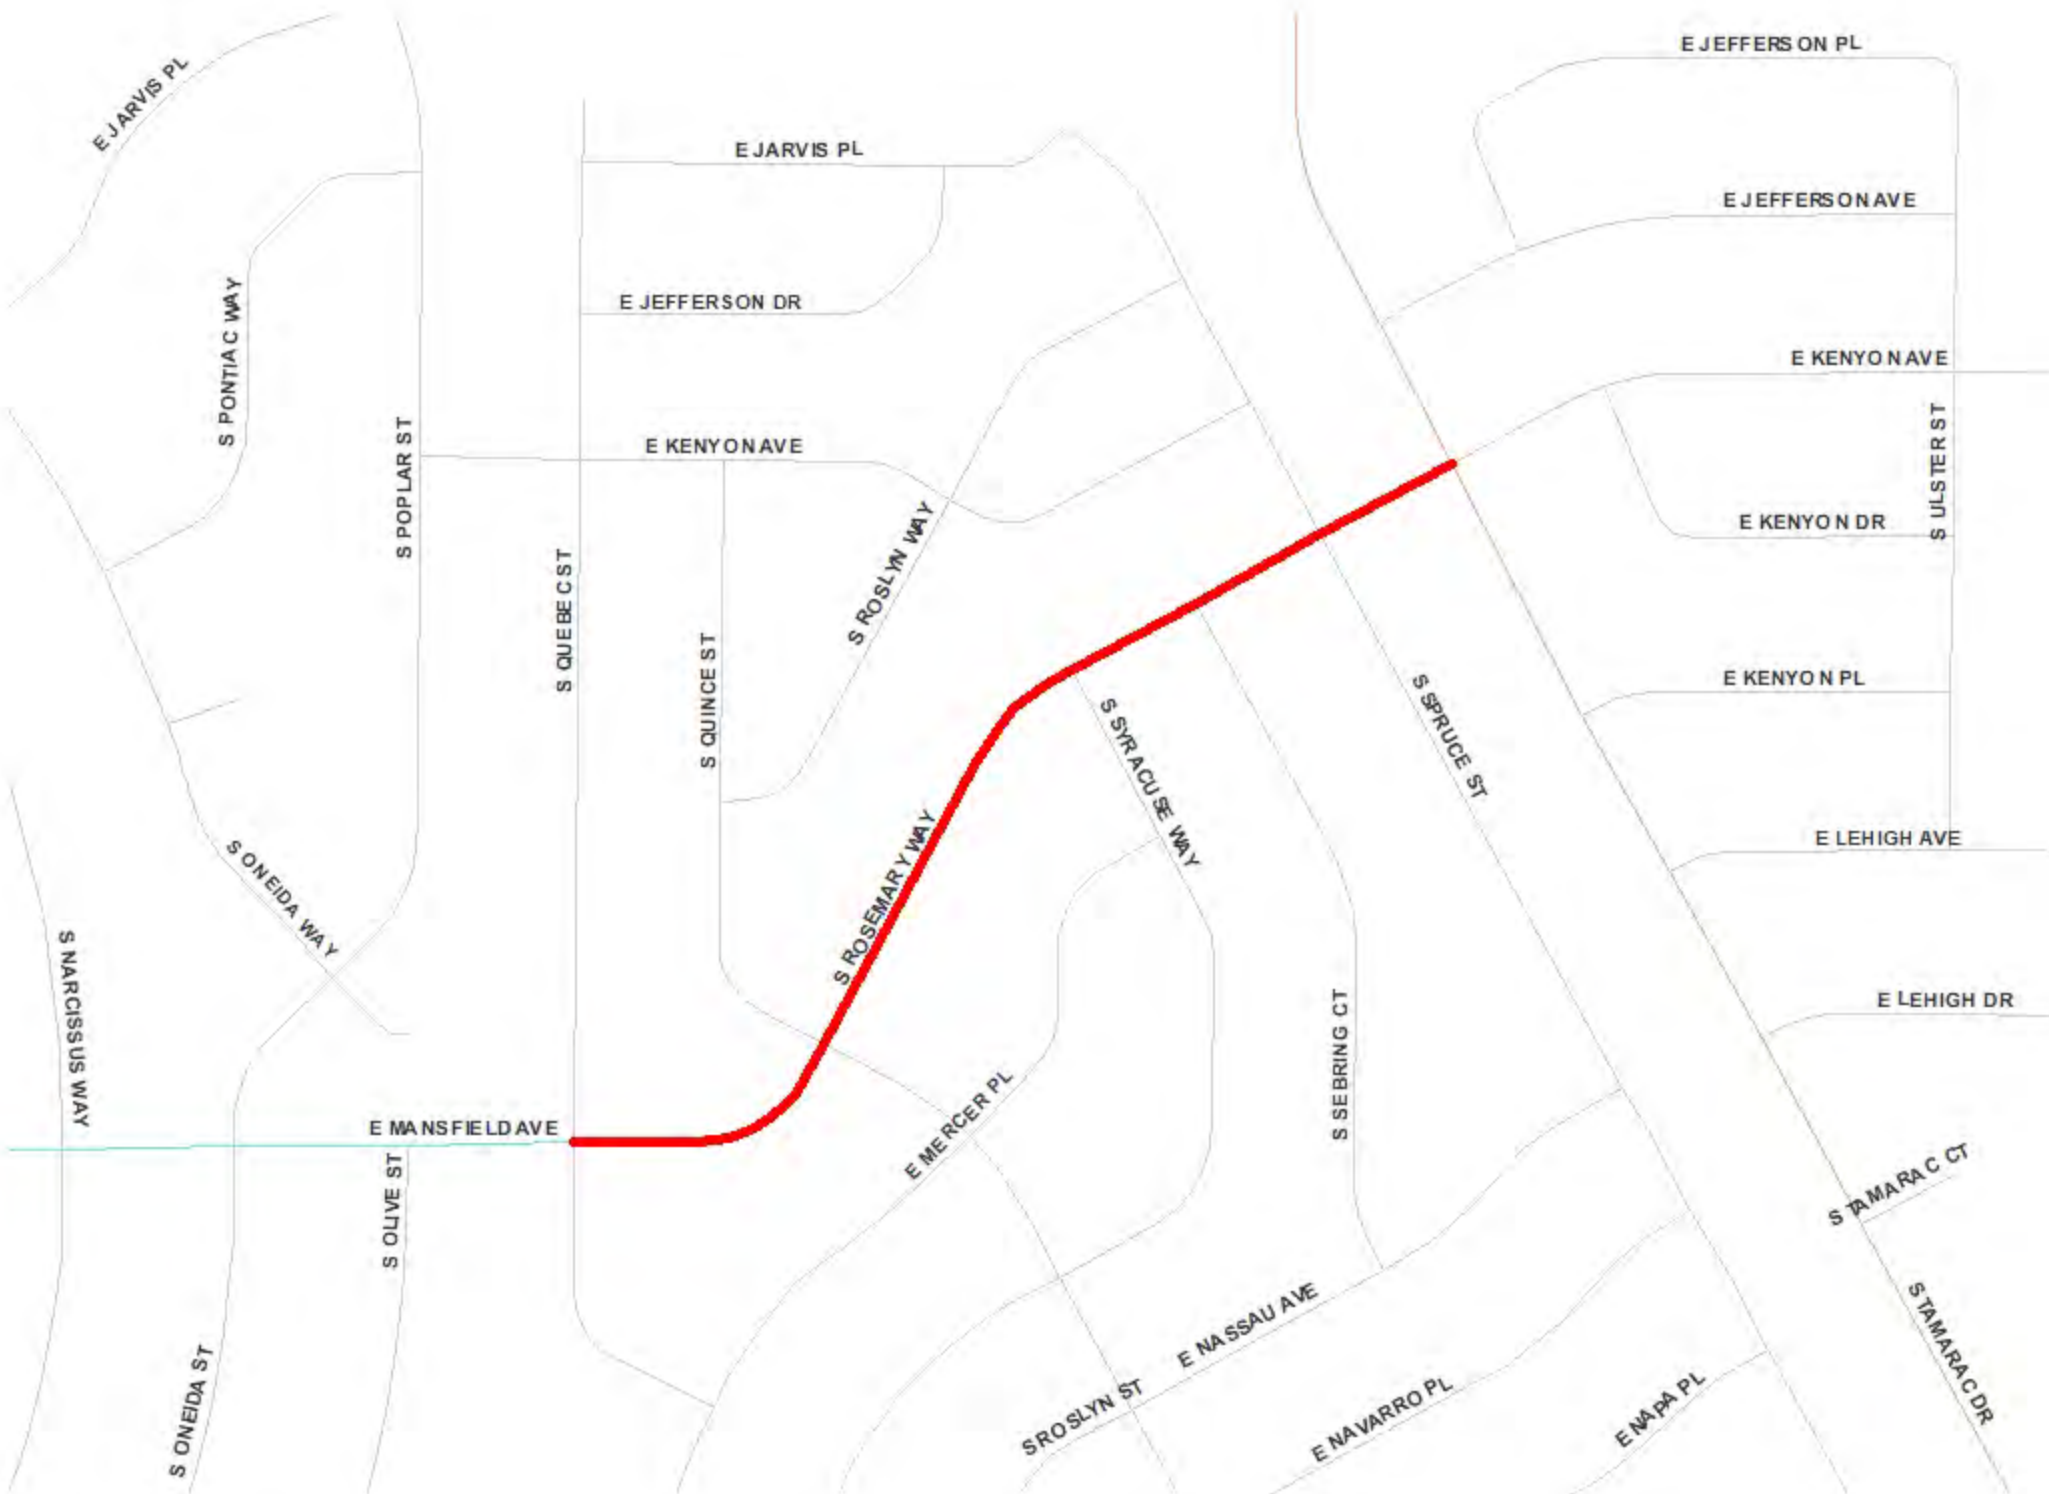 E JEFFERSON PL
E JARVIS PL
E JARVIS PL
E JEFFERSON AVE
E JEFFERSON DR
S PONTIAC WAY
E KENYON AVE
E KENYON AVE
S POPLAR ST
S ULSTER ST
S ROSLYN WAY
E KENYON DR
S QUEBEC ST
S QUINCE ST
E KENYON PL
S SPRUCE ST
S SYRACUSE WAY
S ROSEMARY WAY
E LEHIGH AVE
S ONEIDA WAY
S NARCISSUS WAY
E LEHIGH DR
S SEBRING CT
E MERCER PL
E MANSFIELD AVE
S OLIVE ST
S TAMARAC CT
S TAMARAC DR
E NASSAU AVE
S ONEIDA ST
S ROSLYN ST
E NAVARRO PL
E NAPA PL